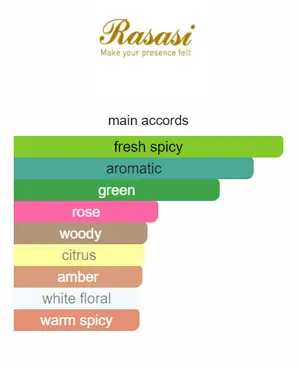 Rasasi
Make your presence felt
main accords
fresh spicy
aromatic
green
rose
woody
citrus
amber
white floral
warm spicy